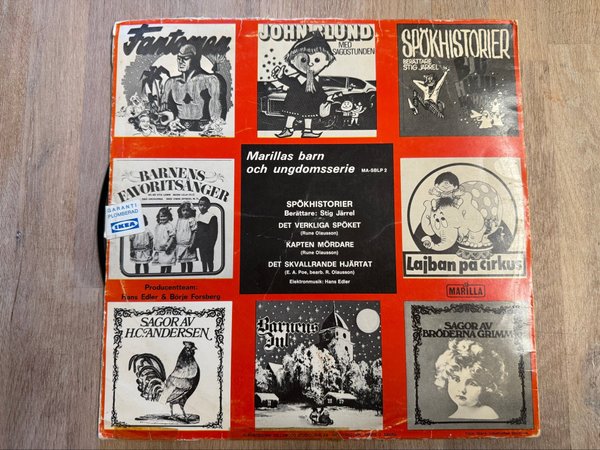 Fantomen
JOHN BLUND
MED
SAGOSTUNDEN
SPÖKHISTORIER
BERÄTTARE
STIG JÄRREL
BARNENS
FAVORITSÅNGER
GARANTI
PLOMBERAD
IKEA
Marillas barn
och ungdomsserie MA-SBLP 2
SPÖKHISTORIER
Berättare: Stig Järrel
DET VERKLIGA SPÖKET
(Rune Olausson)
KAPTEN MÖRDARE
(Rune Olausson)
DET SKVALLRANDE HJÄRTAT
(E. A. Poe, bearb. R. Olausson)
Elektronmusik: Hans Edler
Lajban på cirkus
Producentteam:
Hans Edler & Börje Forsberg
MARILLA
SAGOR AV
H.C. ANDERSEN
Barnens
Jul
SAGOR AV
BRÖDERNA GRIMM